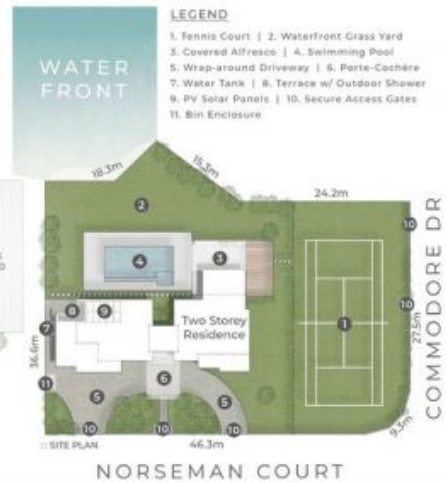 LEGEND
1. Tennis Court | 2. Waterfront Grass Yard
3. Covered Alfresco | 4. Swimming Pool
5. Wrap-around Driveway | 6. Porte-Cochère
7. Water Tank | 8. Terrace w/ Outdoor Shower
9. PV Solar Panels | 10. Secure Access Gates
11. Bin Enclosure
WATER
FRONT
18.3m
15.3m
24.2m
2
10
4
3
8
9
10
7
Two Storey
Residence
1
27.5m
COMMODORE DR
36.6m
11
6
5
5
9.3m
10
10
10
:: SITE PLAN
46.3m
NORSEMAN COURT